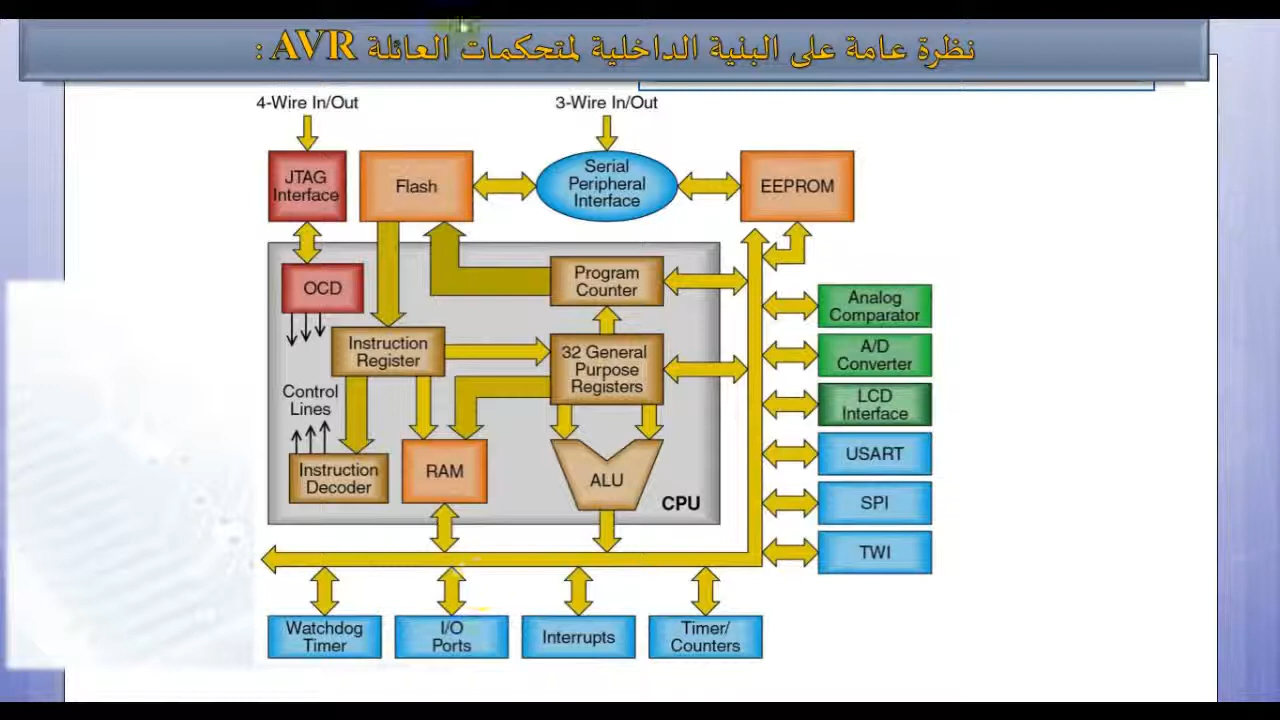 نظرة عامة على البنية الداخلية لمتحكمات العائلة AVR :
4-Wire In/Out
3-Wire In/Out
JTAG
Interface
Flash
Serial
Peripheral
Interface
EEPROM
OCD
Program
Counter
Analog
Comparator
Instruction
Register
32 General
Purpose
Registers
A/D
Converter
Control
Lines
LCD
Interface
USART
Instruction
Decoder
RAM
ALU
CPU
SPI
TWI
Watchdog
Timer
I/O
Ports
Interrupts
Timer/
Counters